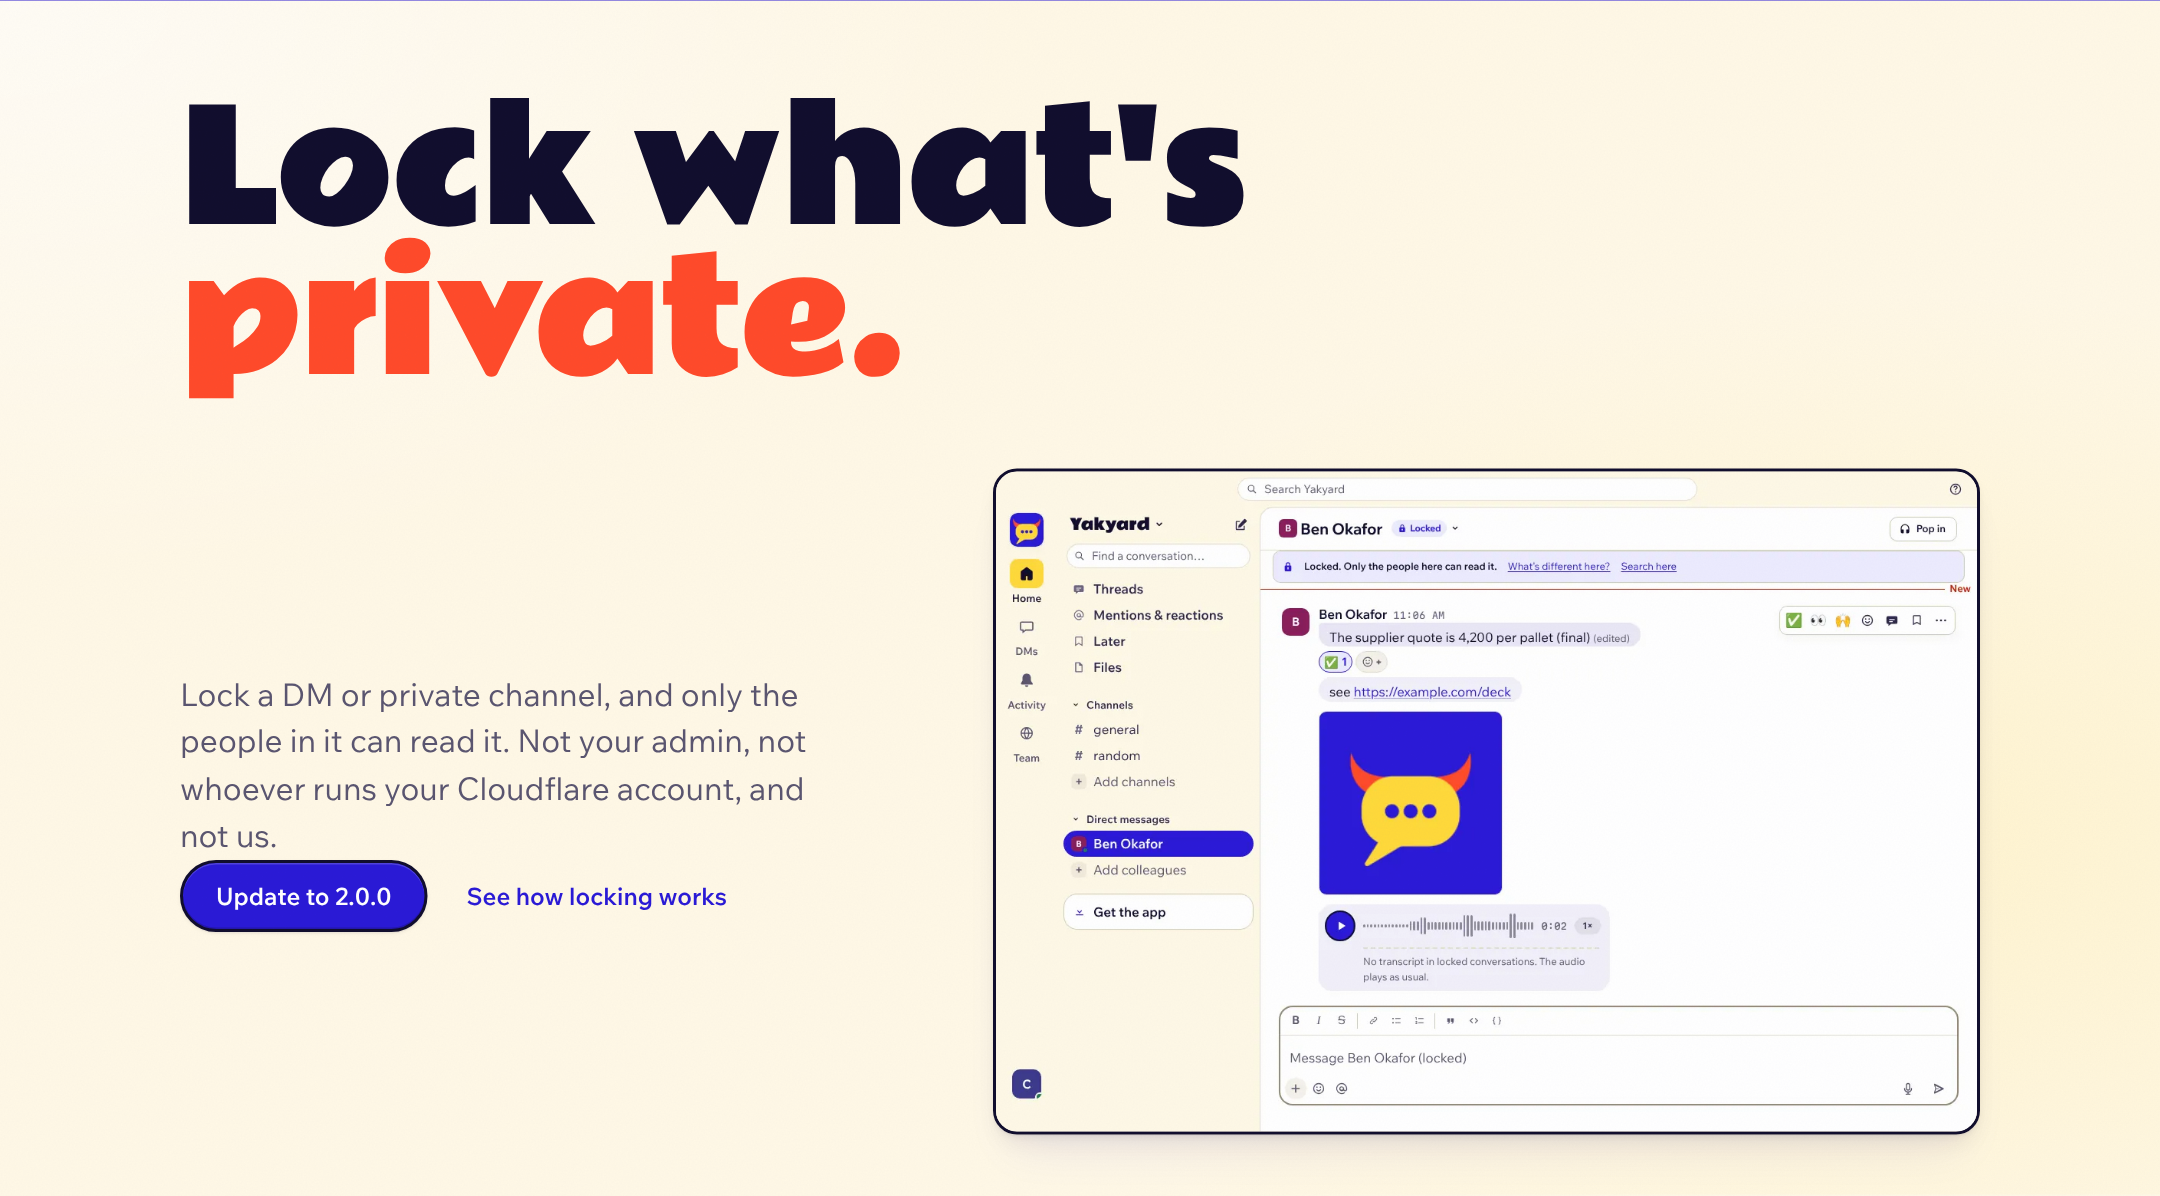 Lock what's
private.
Lock a DM or private channel, and only the
people in it can read it. Not your admin, not
whoever runs your Cloudflare account, and
not us.
Update to 2.0.0
See how locking works
Search Yakyard
Home
DMs
Activity
Team
C
Yakyard
Find a conversation...
Threads
Mentions & reactions
Later
Files
Channels
# general
# random
+ Add channels
Direct messages
B Ben Okafor
+ Add colleagues
Get the app
B Ben Okafor Locked
Pop in
Locked. Only the people here can read it. What's different here? Search here
New
B
Ben Okafor 11:06 AM
The supplier quote is 4,200 per pallet (final) (edited)
✅ 1
see https://example.com/deck
0:02 1×
No transcript in locked conversations. The audio
plays as usual.
B I S
Message Ben Okafor (locked)